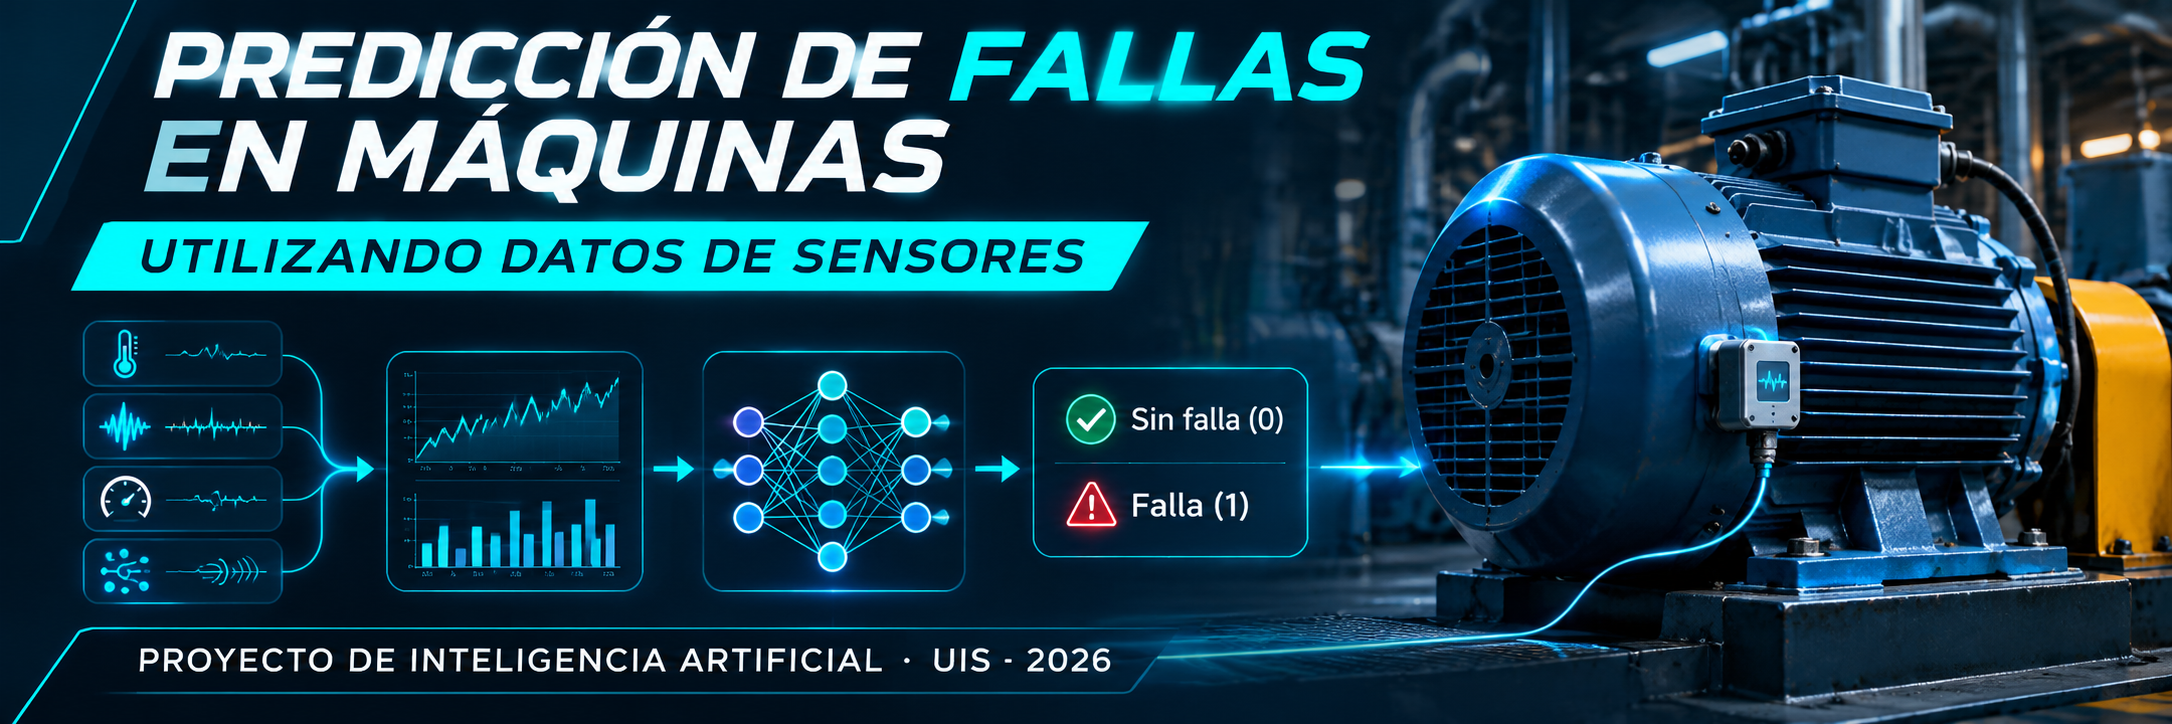 PREDICCIÓN DE FALLAS
EN MÁQUINAS
UTILIZANDO DATOS DE SENSORES
Sin falla (0)
Falla (1)
PROYECTO DE INTELIGENCIA ARTIFICIAL · UIS - 2026